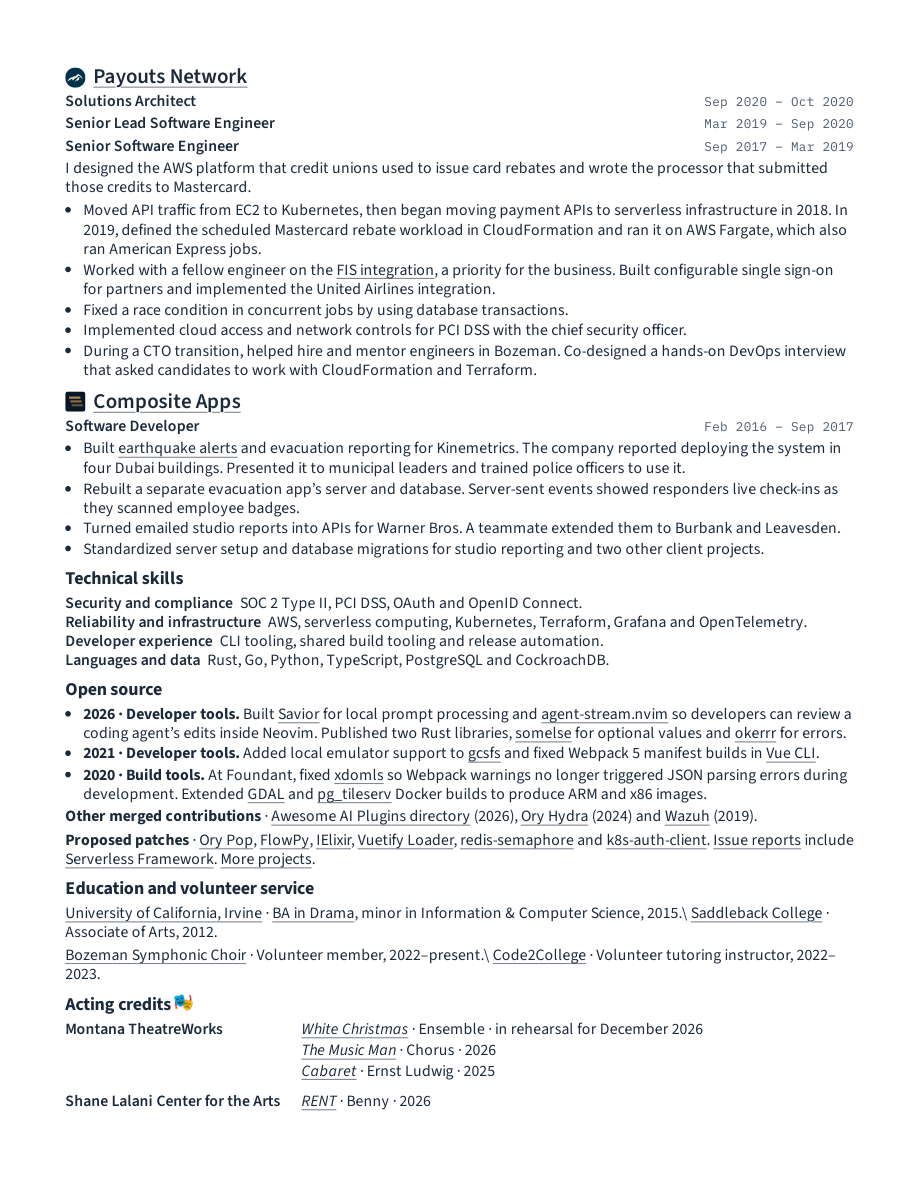 Payouts Network
Solutions Architect Sep 2020 – Oct 2020
Senior Lead Software Engineer Mar 2019 – Sep 2020
Senior Software Engineer Sep 2017 – Mar 2019
I designed the AWS platform that credit unions used to issue card rebates and wrote the processor that submitted
those credits to Mastercard.
• Moved API traffic from EC2 to Kubernetes, then began moving payment APIs to serverless infrastructure in 2018. In
2019, defined the scheduled Mastercard rebate workload in CloudFormation and ran it on AWS Fargate, which also
ran American Express jobs.
• Worked with a fellow engineer on the FIS integration, a priority for the business. Built configurable single sign-on
for partners and implemented the United Airlines integration.
• Fixed a race condition in concurrent jobs by using database transactions.
• Implemented cloud access and network controls for PCI DSS with the chief security officer.
• During a CTO transition, helped hire and mentor engineers in Bozeman. Co-designed a hands-on DevOps interview
that asked candidates to work with CloudFormation and Terraform.
Composite Apps
Software Developer Feb 2016 – Sep 2017
• Built earthquake alerts and evacuation reporting for Kinemetrics. The company reported deploying the system in
four Dubai buildings. Presented it to municipal leaders and trained police officers to use it.
• Rebuilt a separate evacuation app’s server and database. Server-sent events showed responders live check-ins as
they scanned employee badges.
• Turned emailed studio reports into APIs for Warner Bros. A teammate extended them to Burbank and Leavesden.
• Standardized server setup and database migrations for studio reporting and two other client projects.
Technical skills
Security and compliance SOC 2 Type II, PCI DSS, OAuth and OpenID Connect.
Reliability and infrastructure AWS, serverless computing, Kubernetes, Terraform, Grafana and OpenTelemetry.
Developer experience CLI tooling, shared build tooling and release automation.
Languages and data Rust, Go, Python, TypeScript, PostgreSQL and CockroachDB.
Open source
• 2026 · Developer tools. Built Savior for local prompt processing and agent-stream.nvim so developers can review a
coding agent’s edits inside Neovim. Published two Rust libraries, somelse for optional values and okerrr for errors.
• 2021 · Developer tools. Added local emulator support to gcsfs and fixed Webpack 5 manifest builds in Vue CLI.
• 2020 · Build tools. At Foundant, fixed xdomls so Webpack warnings no longer triggered JSON parsing errors during
development. Extended GDAL and pg_tileserv Docker builds to produce ARM and x86 images.
Other merged contributions · Awesome AI Plugins directory (2026), Ory Hydra (2024) and Wazuh (2019).
Proposed patches · Ory Pop, FlowPy, IElixir, Vuetify Loader, redis-semaphore and k8s-auth-client. Issue reports include
Serverless Framework. More projects.
Education and volunteer service
University of California, Irvine · BA in Drama, minor in Information & Computer Science, 2015.\ Saddleback College ·
Associate of Arts, 2012.
Bozeman Symphonic Choir · Volunteer member, 2022–present.\ Code2College · Volunteer tutoring instructor, 2022–
2023.
Acting credits 🎭
Montana TheatreWorks White Christmas · Ensemble · in rehearsal for December 2026
The Music Man · Chorus · 2026
Cabaret · Ernst Ludwig · 2025
Shane Lalani Center for the Arts RENT · Benny · 2026